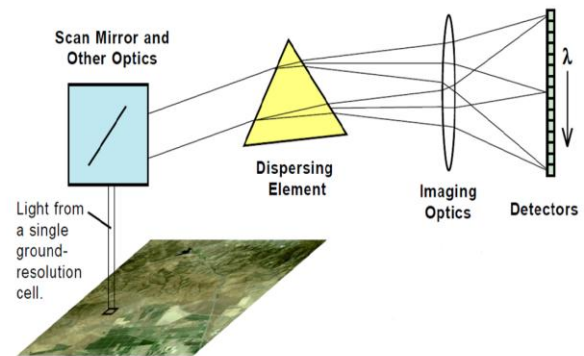 Scan Mirror and
Other Optics
λ
Dispersing
Element
Imaging
Optics
Detectors
Light from
a single
ground-
resolution
cell.